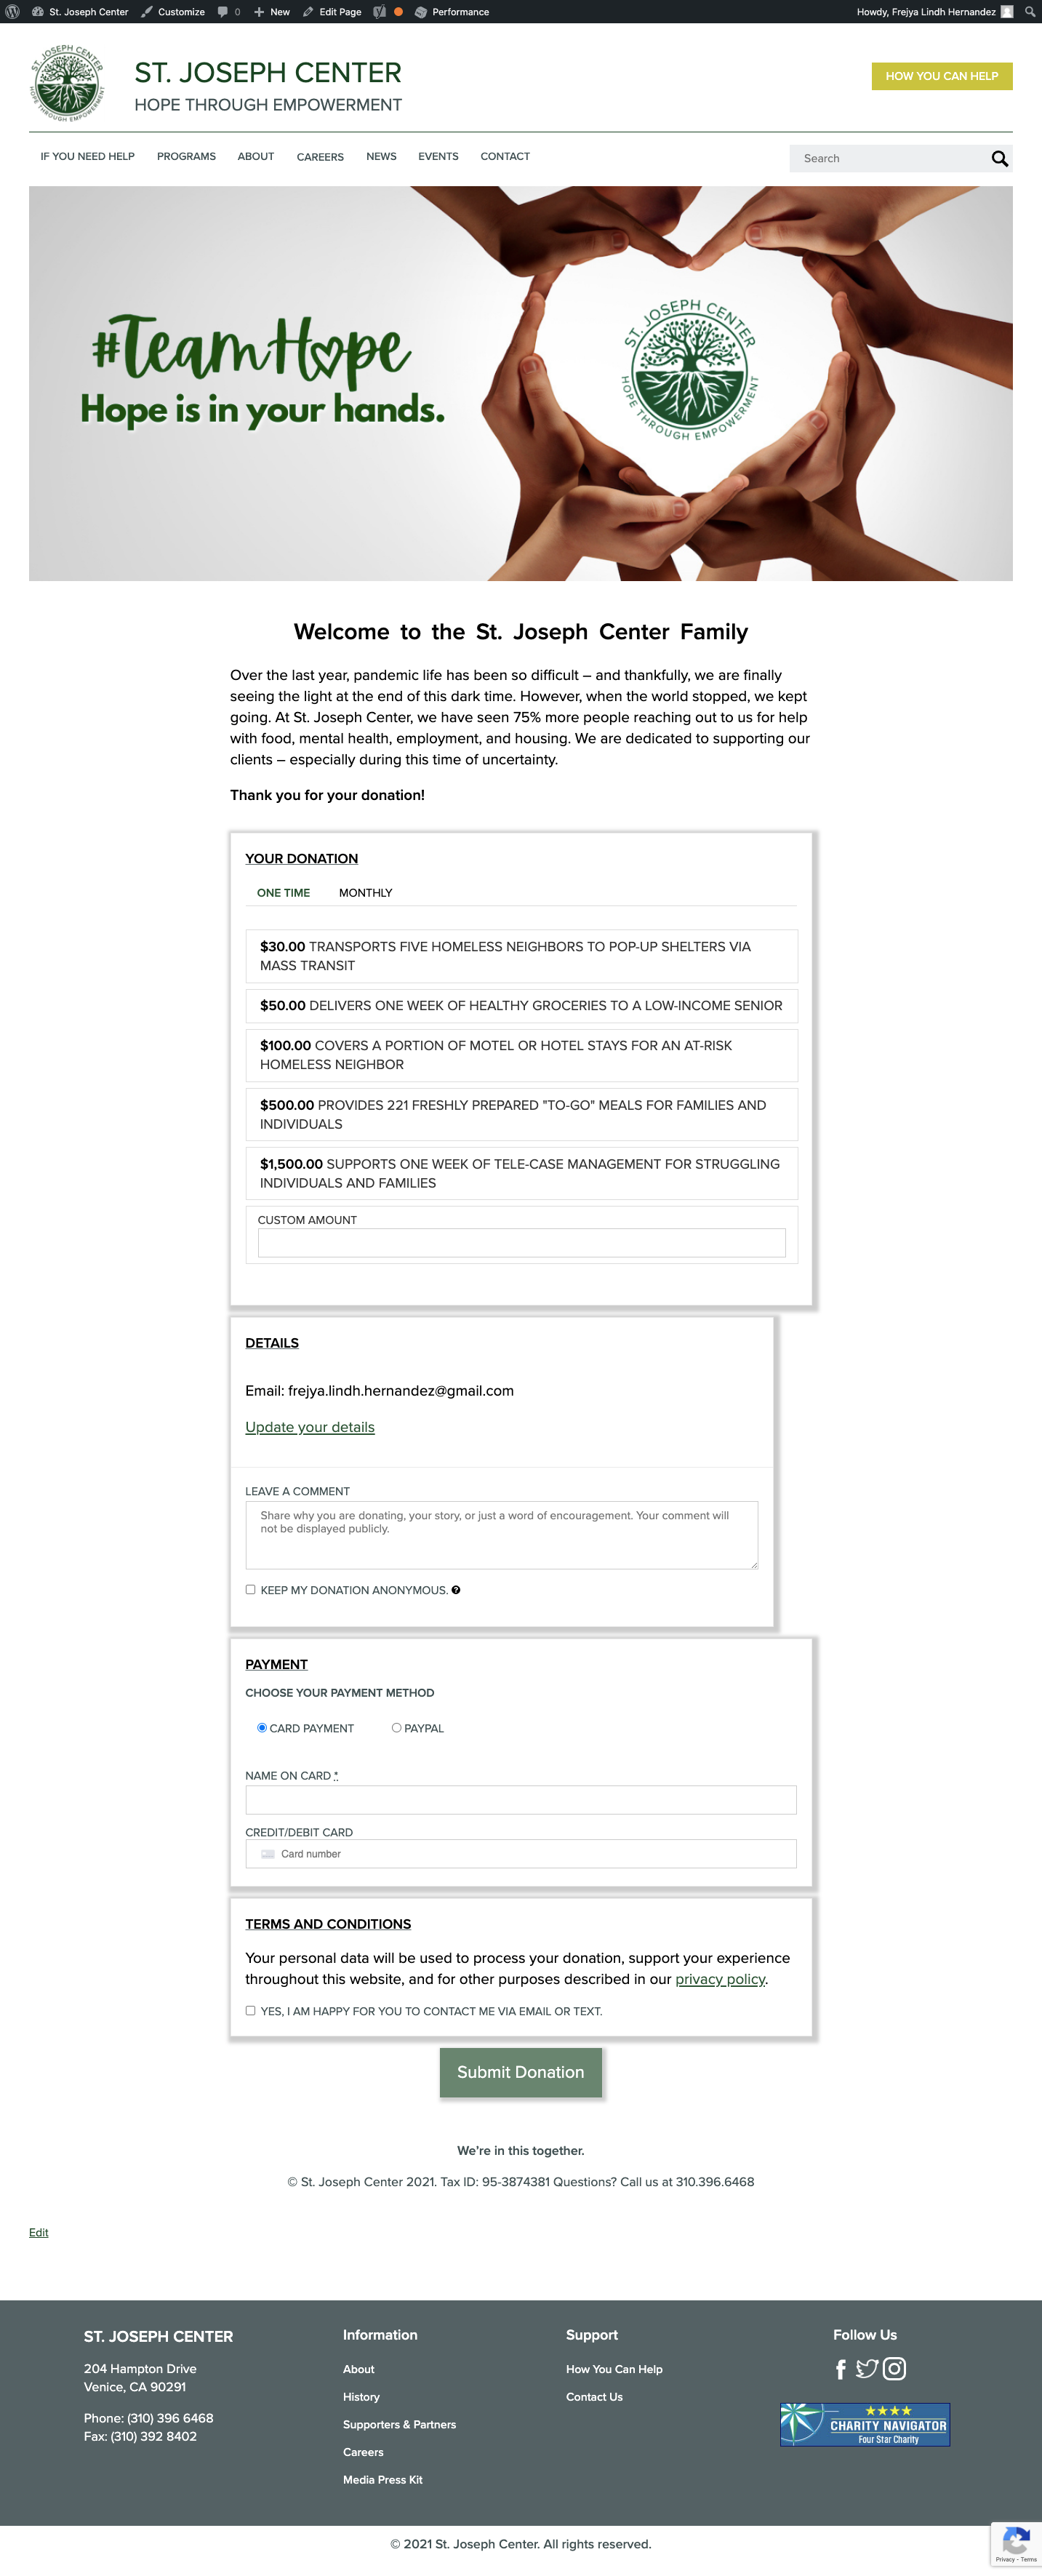 St. Joseph Center Customize 0 New Edit Page Performance Howdy, Frejya Lindh Hernandez
ST. JOSEPH CENTER
HOPE THROUGH EMPOWERMENT
ST. JOSEPH CENTER
HOPE THROUGH EMPOWERMENT
HOW YOU CAN HELP
IF YOU NEED HELP PROGRAMS ABOUT CAREERS NEWS EVENTS CONTACT
Search
#TeamHope
Hope is in your hands.
ST. JOSEPH CENTER
HOPE THROUGH EMPOWERMENT
Welcome to the St. Joseph Center Family
Over the last year, pandemic life has been so difficult – and thankfully, we are finally
seeing the light at the end of this dark time. However, when the world stopped, we kept
going. At St. Joseph Center, we have seen 75% more people reaching out to us for help
with food, mental health, employment, and housing. We are dedicated to supporting our
clients – especially during this time of uncertainty.
Thank you for your donation!
YOUR DONATION
ONE TIME MONTHLY
$30.00 TRANSPORTS FIVE HOMELESS NEIGHBORS TO POP-UP SHELTERS VIA
MASS TRANSIT
$50.00 DELIVERS ONE WEEK OF HEALTHY GROCERIES TO A LOW-INCOME SENIOR
$100.00 COVERS A PORTION OF MOTEL OR HOTEL STAYS FOR AN AT-RISK
HOMELESS NEIGHBOR
$500.00 PROVIDES 221 FRESHLY PREPARED "TO-GO" MEALS FOR FAMILIES AND
INDIVIDUALS
$1,500.00 SUPPORTS ONE WEEK OF TELE-CASE MANAGEMENT FOR STRUGGLING
INDIVIDUALS AND FAMILIES
CUSTOM AMOUNT
DETAILS
Email: frejya.lindh.hernandez@gmail.com
Update your details
LEAVE A COMMENT
Share why you are donating, your story, or just a word of encouragement. Your comment will
not be displayed publicly.
KEEP MY DONATION ANONYMOUS. ?
PAYMENT
CHOOSE YOUR PAYMENT METHOD
CARD PAYMENT PAYPAL
NAME ON CARD *
CREDIT/DEBIT CARD
Card number
TERMS AND CONDITIONS
Your personal data will be used to process your donation, support your experience
throughout this website, and for other purposes described in our privacy policy.
YES, I AM HAPPY FOR YOU TO CONTACT ME VIA EMAIL OR TEXT.
Submit Donation
We're in this together.
© St. Joseph Center 2021. Tax ID: 95-3874381 Questions? Call us at 310.396.6468
Edit
ST. JOSEPH CENTER
204 Hampton Drive
Venice, CA 90291
Phone: (310) 396 6468
Fax: (310) 392 8402
Information
About
History
Supporters & Partners
Careers
Media Press Kit
Support
How You Can Help
Contact Us
Follow Us
CHARITY NAVIGATOR
Four Star Charity
© 2021 St. Joseph Center. All rights reserved.
Privacy - Terms